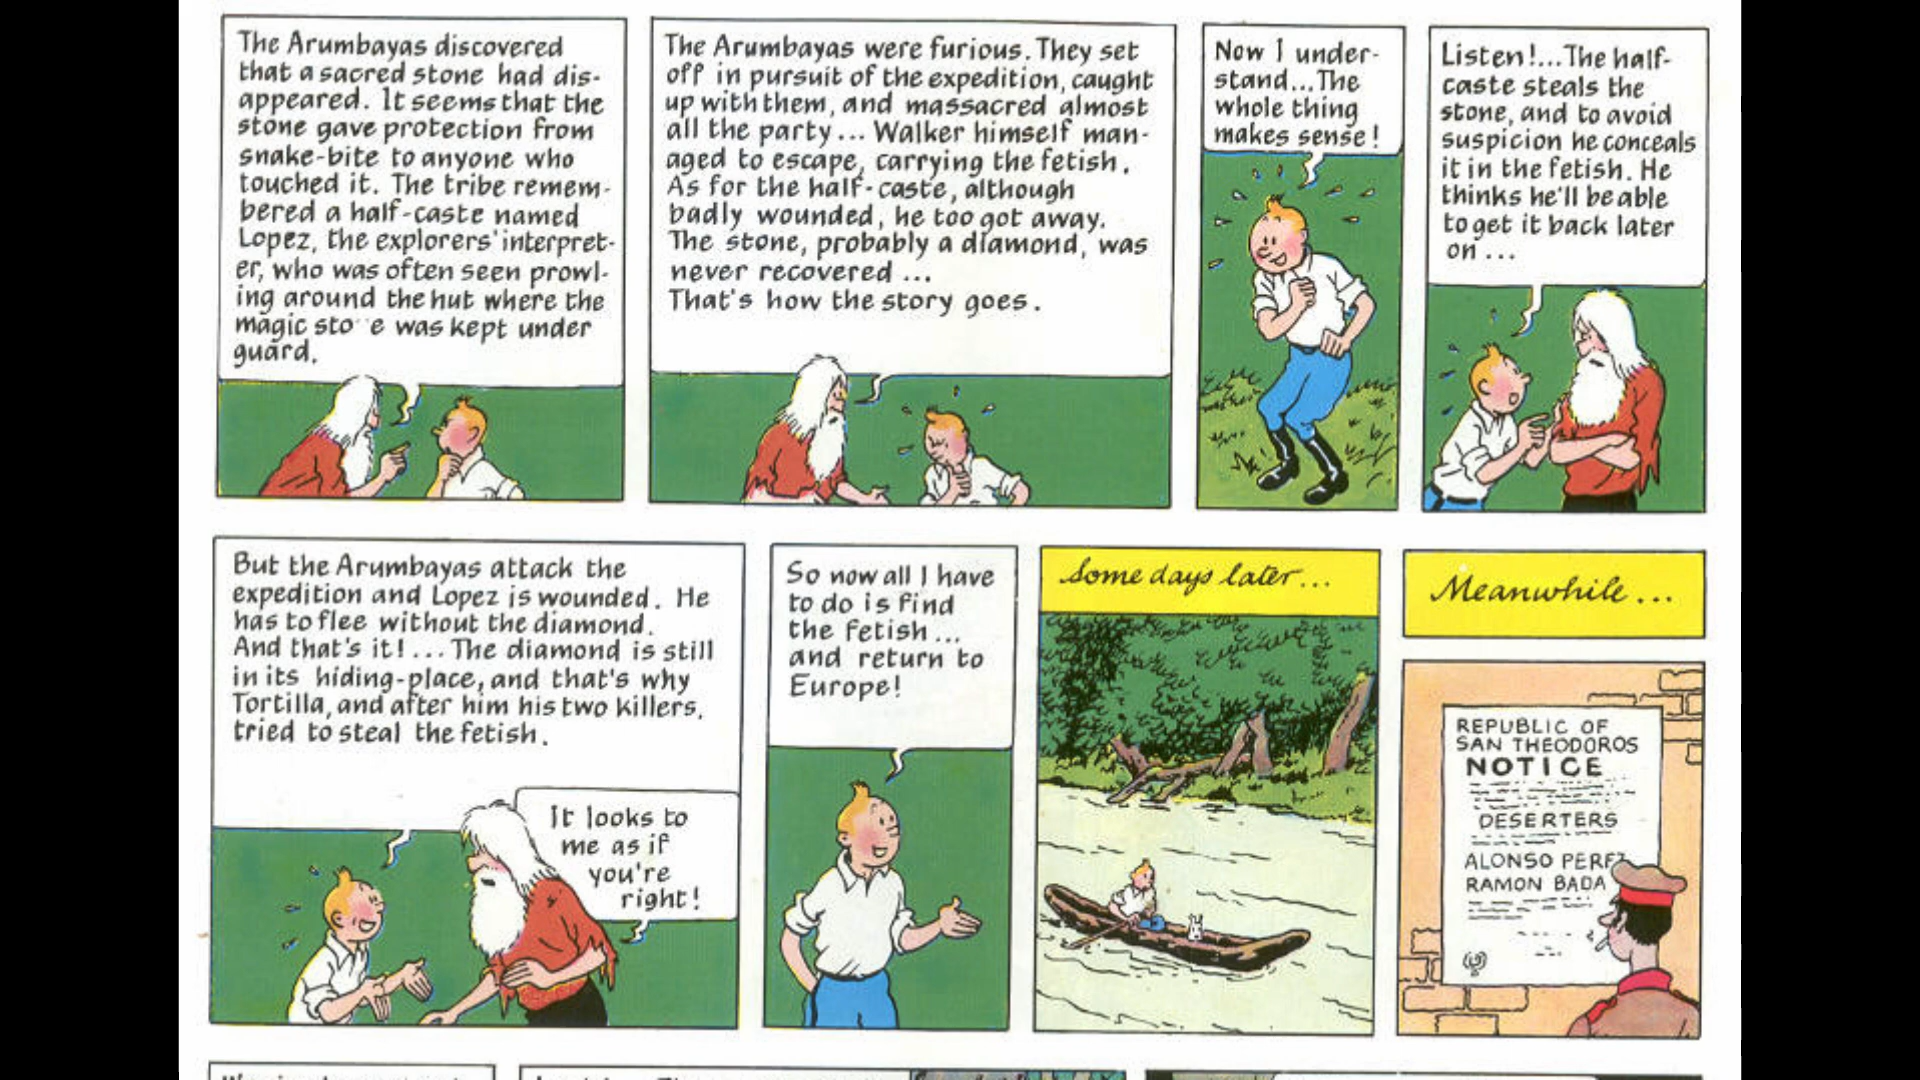 The Arumbayas discovered
that a sacred stone had dis-
appeared. It seems that the
stone gave protection from
snake-bite to anyone who
touched it. The tribe remem-
bered a half-caste named
Lopez, the explorers' interpret-
er, who was often seen prowl-
ing around the hut where the
magic sto e was kept under
guard.
The Arumbayas were furious. They set
off in pursuit of the expedition, caught
up with them, and massacred almost
all the party... Walker himself man-
aged to escape, carrying the fetish.
As for the half-caste, although
badly wounded, he too got away.
The stone, probably a diamond, was
never recovered ...
That's how the story goes.
Now I under-
stand...The
whole thing
makes sense!
Listen!...The half-
caste steals the
stone, and to avoid
suspicion he conceals
it in the fetish. He
thinks he'll be able
to get it back later
on ...
But the Arumbayas attack the
expedition and Lopez is wounded. He
has to flee without the diamond.
And that's it! ... The diamond is still
in its hiding-place, and that's why
Tortilla, and after him his two killers,
tried to steal the fetish.
It looks to
me as if
you're
right!
So now all I have
to do is find
the fetish ...
and return to
Europe!
Some days later...
Meanwhile ...
REPUBLIC OF
SAN THEODOROS
NOTICE
DESERTERS
ALONSO PEREZ
RAMON BADA